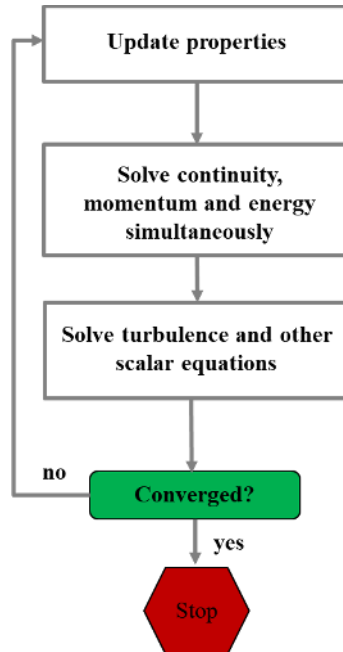 Update properties
Solve continuity,
momentum and energy
simultaneously
Solve turbulence and other
scalar equations
no
Converged?
yes
Stop